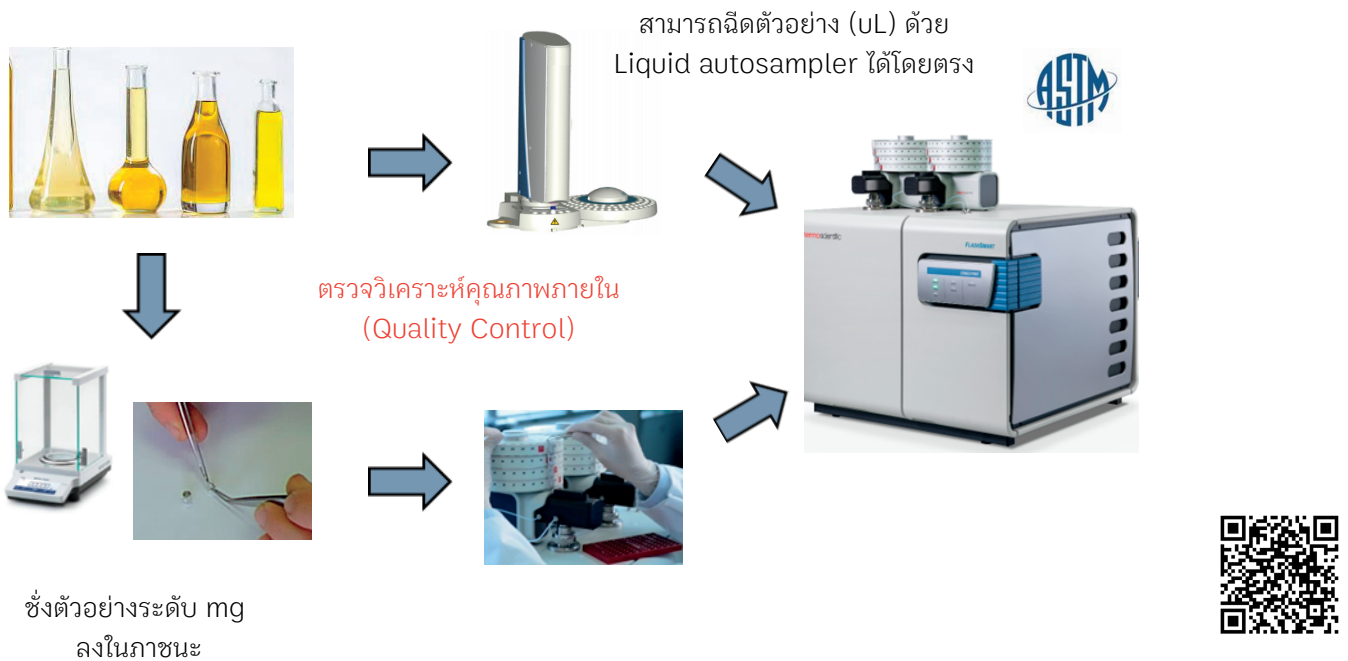 สามารถฉีดตัวอย่าง (uL) ด้วย
Liquid autosampler ได้โดยตรง
ASTM
thermoscientific
FLASHSMART
ตรวจวิเคราะห์คุณภาพภายใน
(Quality Control)
ชั่งตัวอย่างระดับ mg
ลงในภาชนะ